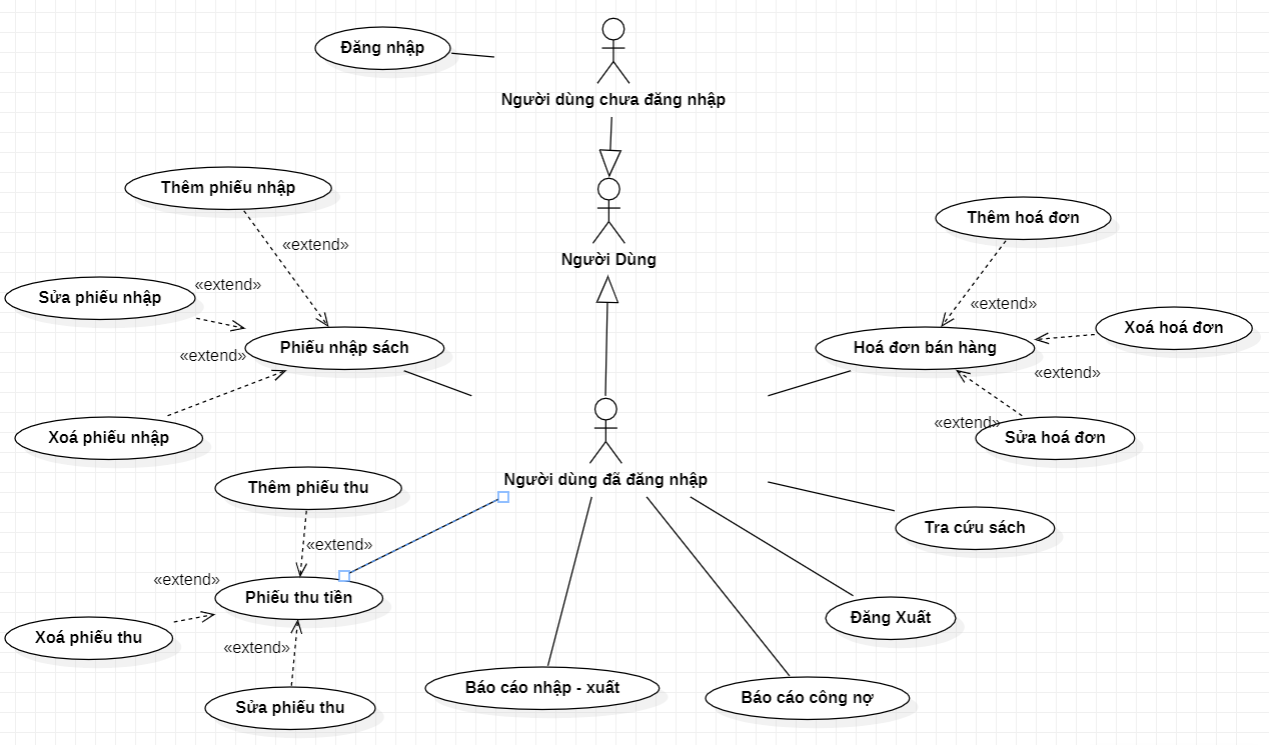 Đăng nhập
Người dùng chưa đăng nhập
Thêm phiếu nhập
Thêm hoá đơn
«extend»
Người Dùng
«extend»
Sửa phiếu nhập
«extend»
Xoá hoá đơn
Phiếu nhập sách
«extend»
Hoá đơn bán hàng
«extend»
«extend»
Xoá phiếu nhập
Sửa hoá đơn
Người dùng đã đăng nhập
Thêm phiếu thu
Tra cứu sách
«extend»
«extend»
Phiếu thu tiền
Đăng Xuất
Xoá phiếu thu
«extend»
Báo cáo nhập - xuất
Báo cáo công nợ
Sửa phiếu thu